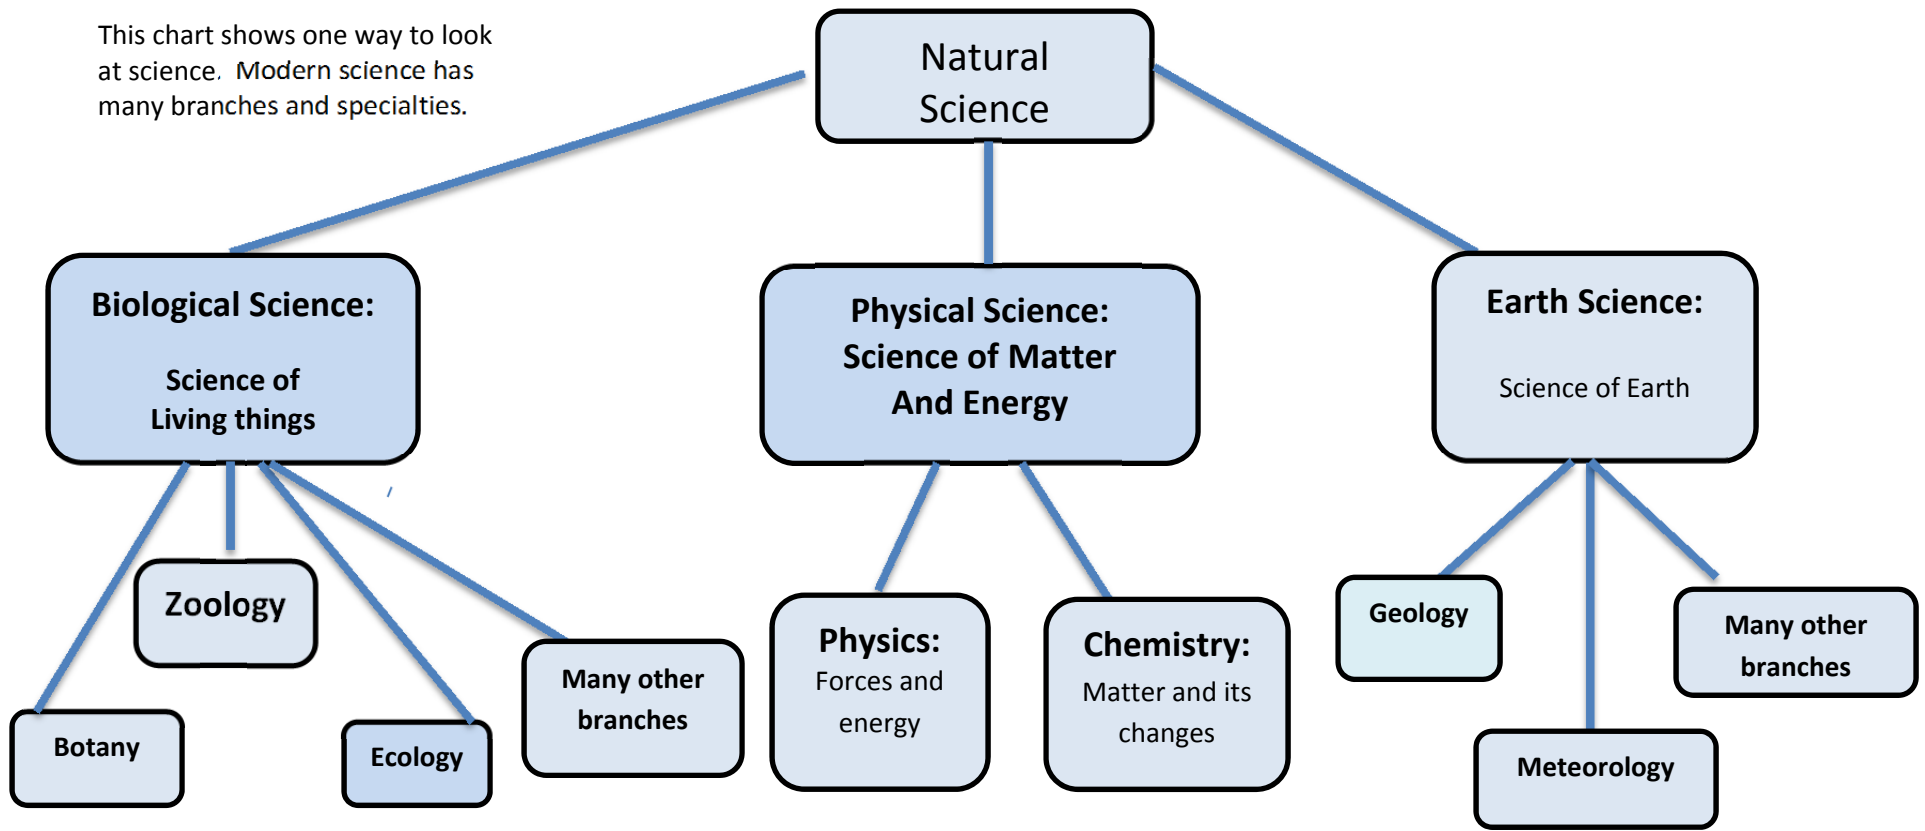 This chart shows one way to look
at science. Modern science has
many branches and specialties.
Natural
Science
Biological Science:
Science of
Living things
Physical Science:
Science of Matter
And Energy
Earth Science:
Science of Earth
Zoology
Botany
Ecology
Many other
branches
Physics:
Forces and
energy
Chemistry:
Matter and its
changes
Geology
Meteorology
Many other
branches